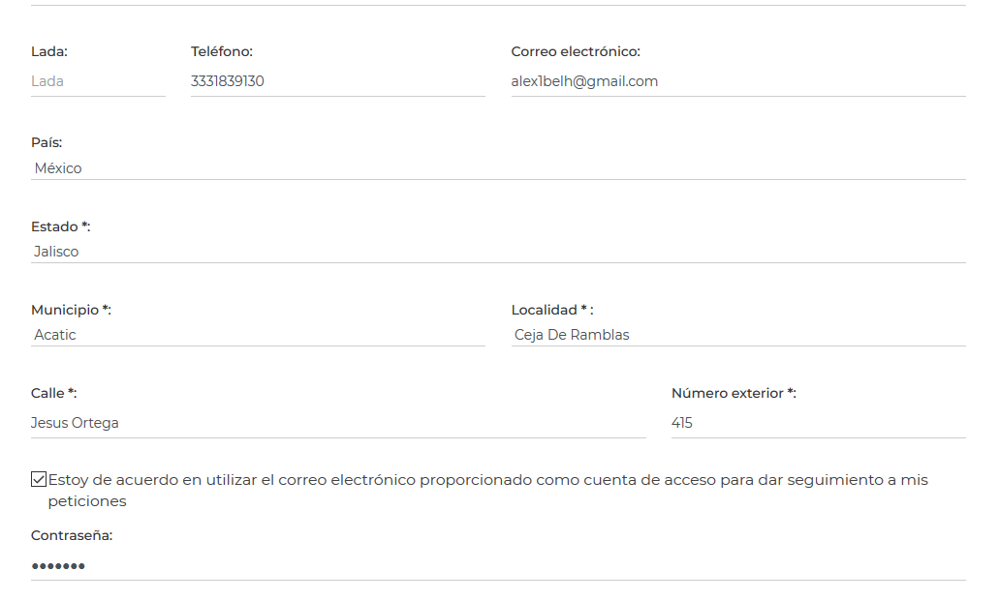 Lada: Teléfono: Correo electrónico:
Lada 3331839130 alex1belh@gmail.com
País:
México
Estado *:
Jalisco
Municipio *: Localidad * :
Acatic Ceja De Ramblas
Calle *: Número exterior *:
Jesus Ortega 415
Estoy de acuerdo en utilizar el correo electrónico proporcionado como cuenta de acceso para dar seguimiento a mis
peticiones
Contraseña:
•••••••